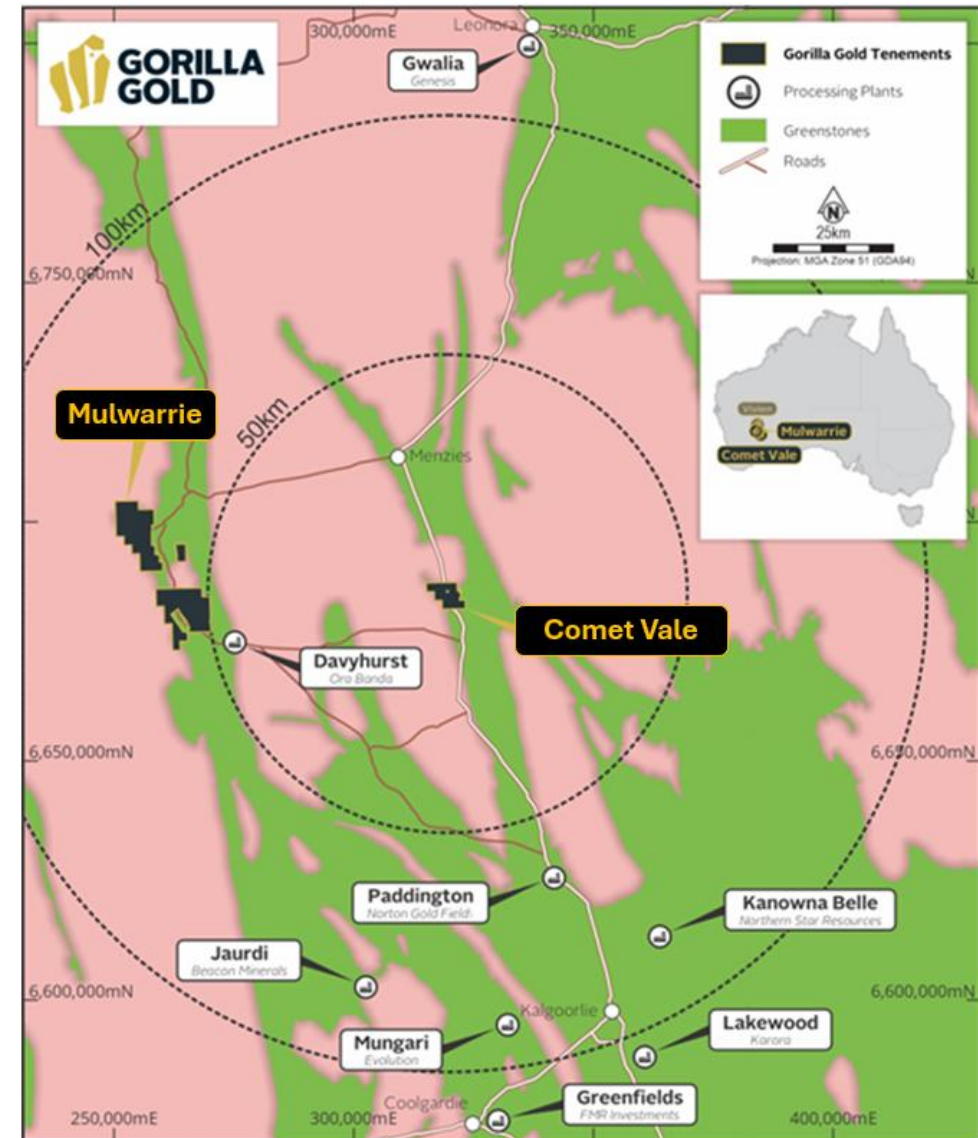 GORILLA
GOLD
300,000mE
Leonora
350,000mE
Gwalia
Genesis
Gorilla Gold Tenements
Processing Plants
Greenstones
Roads
N
25km
Projection: MGA Zone 51 (GDA94)
100km
6,750,000mN
Mulwarrie
50km
Menzies
Vivien
Mulwarrie
Comet Vale
Comet Vale
Davyhurst
Ora Banda
6,650,000mN
6,650,000mN
Paddington
Norton Gold Field
Kanowna Belle
Northern Star Resources
Jaurdi
Beacon Minerals
6,600,000mN
6,600,000mN
Kalgoorlie
Mungari
Evolution
Lakewood
Karora
Coolgardie
Greenfields
FMR Investments
250,000mE
300,000mE
400,000mE